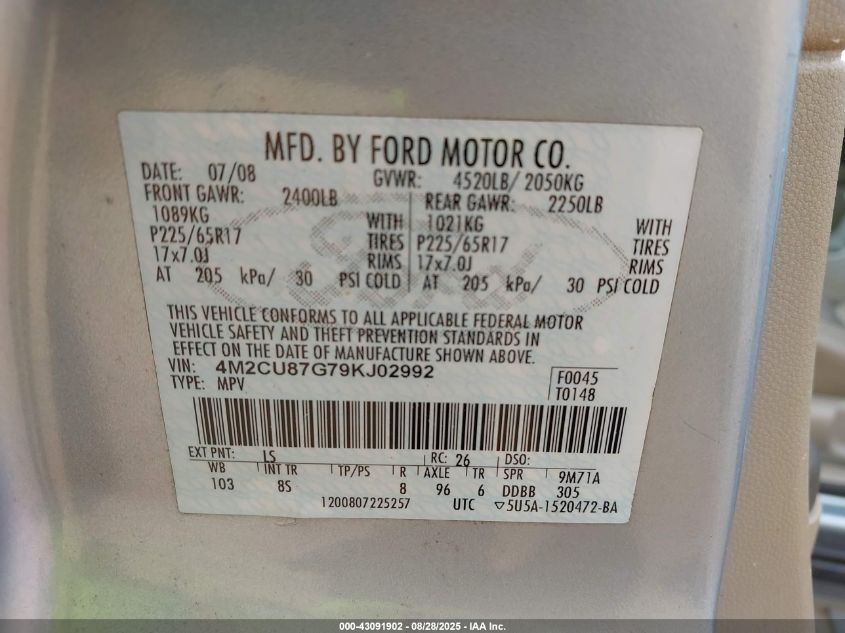 MFD. BY FORD MOTOR CO.
DATE: 07/08 GVWR: 4520LB/ 2050KG
FRONT GAWR: 2400LB REAR GAWR: 2250LB
1089KG WITH 1021KG WITH
P225/65R17 TIRES P225/65R17 TIRES
17x7.0J RIMS 17x7.0J RIMS
AT 205 kPa/ 30 PSI COLD AT 205 kPa/ 30 PSI COLD
THIS VEHICLE CONFORMS TO ALL APPLICABLE FEDERAL MOTOR
VEHICLE SAFETY AND THEFT PREVENTION STANDARDS IN
EFFECT ON THE DATE OF MANUFACTURE SHOWN ABOVE.
VIN: 4M2CU87G79KJ02992 F0045
TYPE: MPV T0148
EXT PNT: JS RC: 26 DSO:
WB INT TR TP/PS R AXLE TR SPR 9M71A
103 8S 8 96 6 DDBB 305
1200807225257 UTC ▽5U5A-1520472-BA
Ford
000-43091902 - 08/28/2025 - IAA Inc.